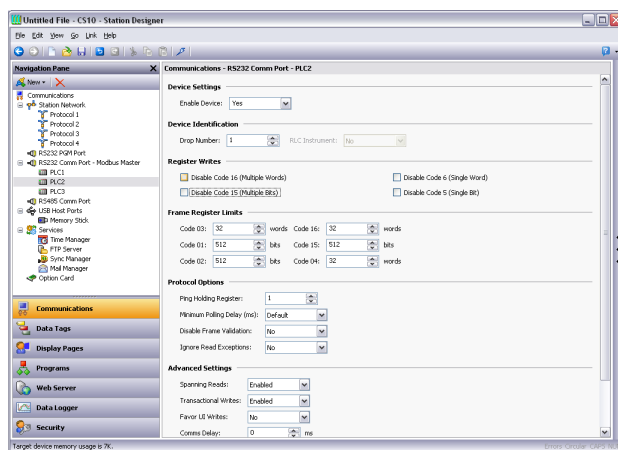 Untitled File - CS10 - Station Designer
File Edit View Go Link Help
Navigation Pane
New
Communications
Station Network
Protocol 1
Protocol 2
Protocol 3
Protocol 4
RS232 PGM Port
RS232 Comm Port - Modbus Master
PLC1
PLC2
PLC3
RS485 Comm Port
USB Host Ports
Memory Stick
Services
Time Manager
FTP Server
Sync Manager
Mail Manager
Option Card
Communications
Data Tags
Display Pages
Programs
Web Server
Data Logger
Security
Communications - RS232 Comm Port - PLC2
Device Settings
Enable Device: Yes
Device Identification
Drop Number: 1 RLC Instrument: No
Register Writes
Disable Code 16 (Multiple Words) Disable Code 6 (Single Word)
Disable Code 15 (Multiple Bits) Disable Code 5 (Single Bit)
Frame Register Limits
Code 03: 32 words Code 16: 32 words
Code 01: 512 bits Code 15: 512 bits
Code 02: 512 bits Code 04: 32 words
Protocol Options
Ping Holding Register: 1
Minimum Polling Delay (ms): Default
Disable Frame Validation: No
Ignore Read Exceptions: No
Advanced Settings
Spanning Reads: Enabled
Transactional Writes: Enabled
Favor UI Writes: No
Comms Delay: 0 ms
Target device memory usage is 7K.
Errors Circular CAPS